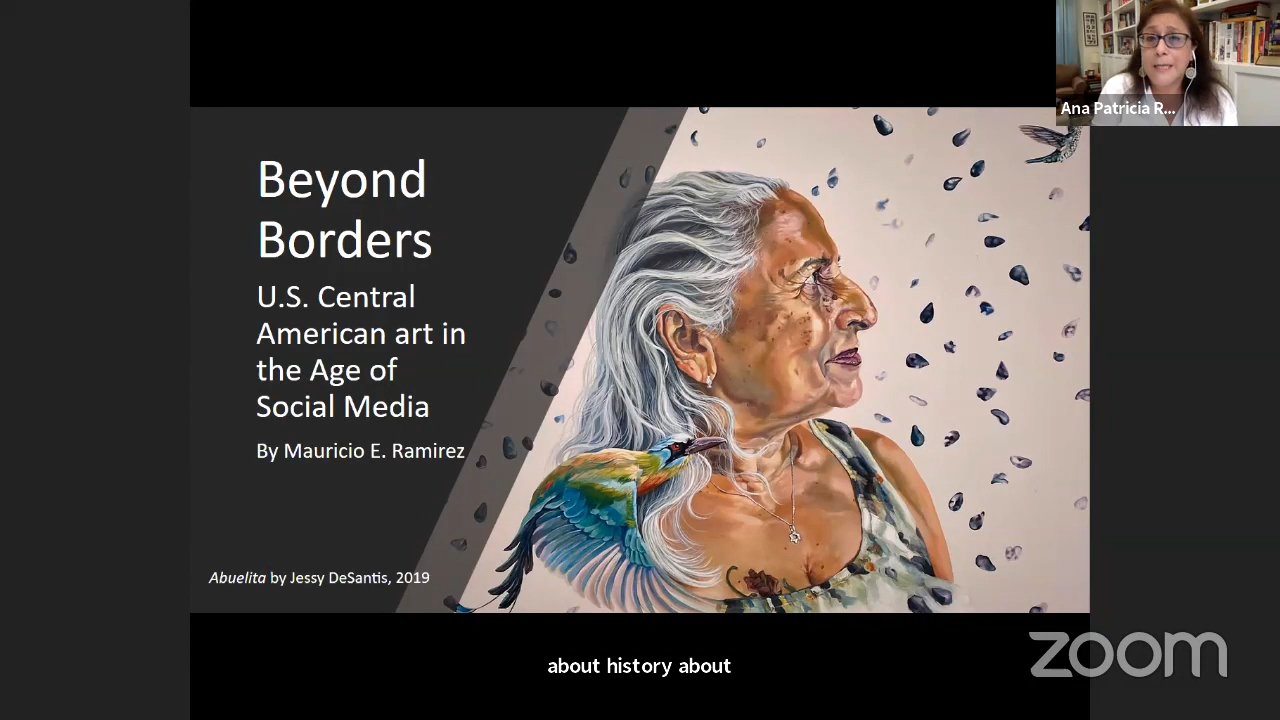 Ana Patricia R...
Beyond
Borders
U.S. Central
American art in
the Age of
Social Media
By Mauricio E. Ramirez
Abuelita by Jessy DeSantis, 2019
about history about
zoom